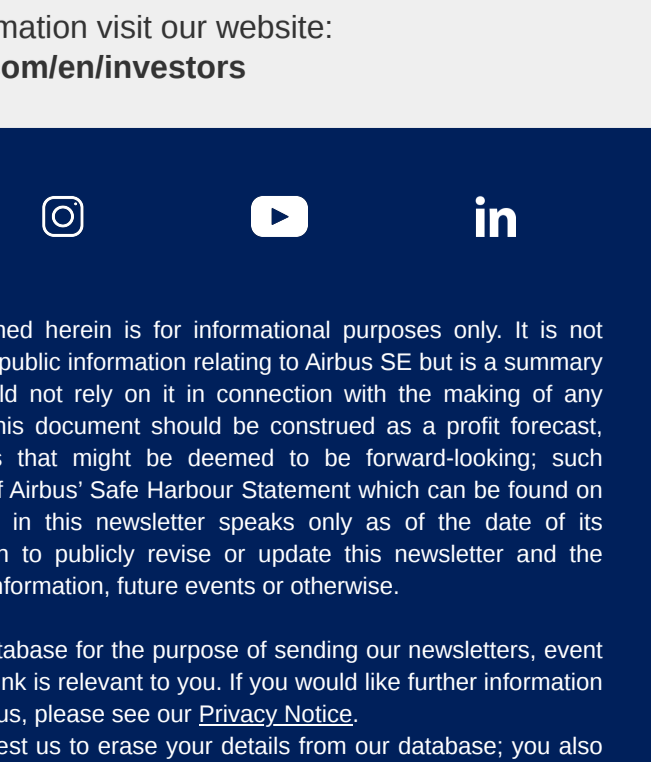 mation visit our website:
om/en/investors
in
ned herein is for informational purposes only. It is not
public information relating to Airbus SE but is a summary
ld not rely on it in connection with the making of any
his document should be construed as a profit forecast,
s that might be deemed to be forward-looking; such
f Airbus’ Safe Harbour Statement which can be found on
in this newsletter speaks only as of the date of its
n to publicly revise or update this newsletter and the
nformation, future events or otherwise.
tabase for the purpose of sending our newsletters, event
nk is relevant to you. If you would like further information
us, please see our Privacy Notice.
est us to erase your details from our database; you also